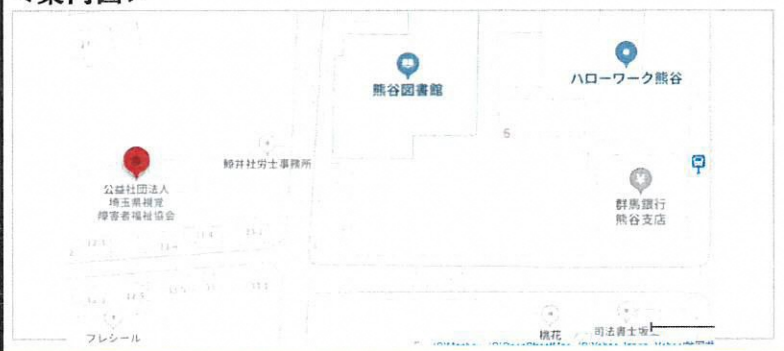 熊谷図書館
ハローワーク熊谷
5
鯨井社労士事務所
公益社団法人
埼玉県視覚
障害者福祉協会
群馬銀行
熊谷支店
フレシール
桃花
司法書士坂